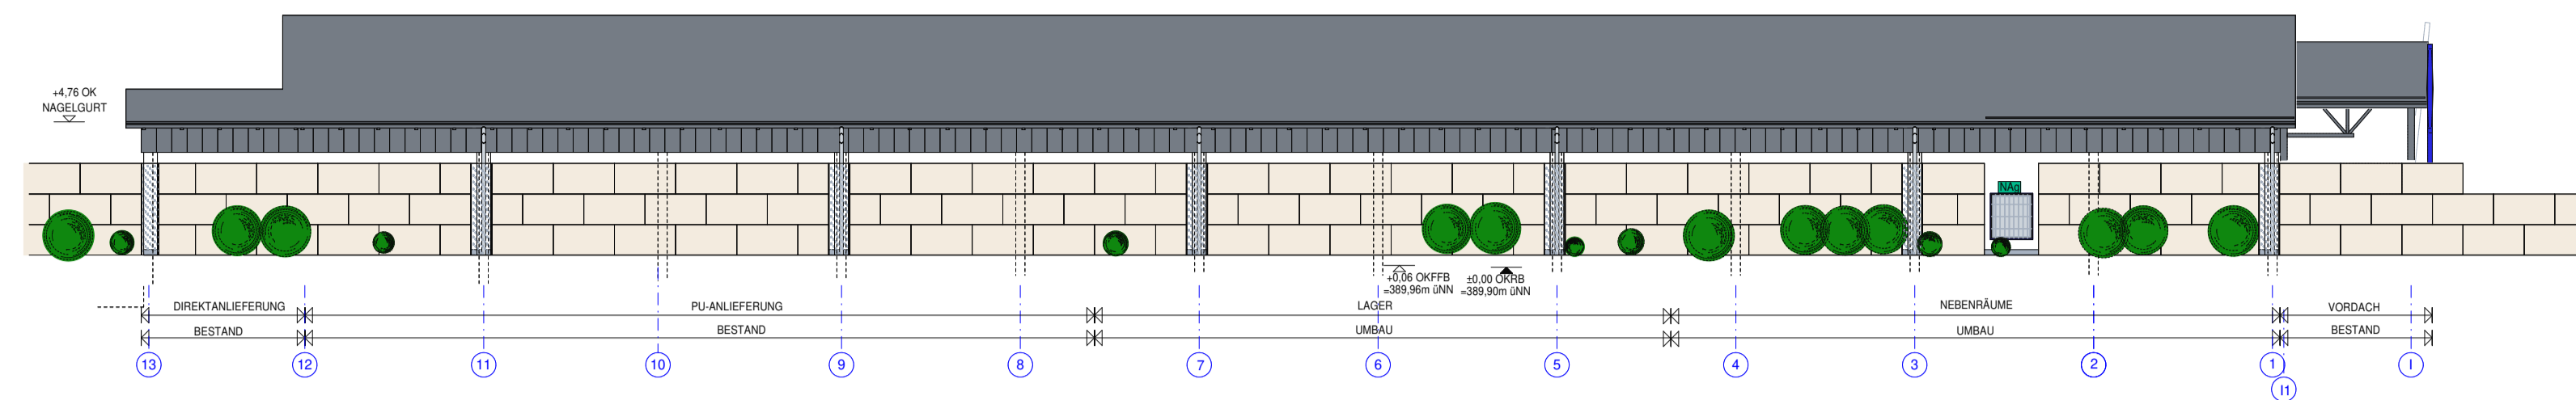 +4,76 OK
NAGELGURT
NAg
+0,06 OKFFB
=389,96m üNN
±0,00 OKRB
=389,90m üNN
DIREKTANLIEFERUNG
PU-ANLIEFERUNG
LAGER
NEBENRÄUME
VORDACH
BESTAND
BESTAND
UMBAU
UMBAU
BESTAND
13
12
11
10
9
8
7
6
5
4
3
2
1
I
I1